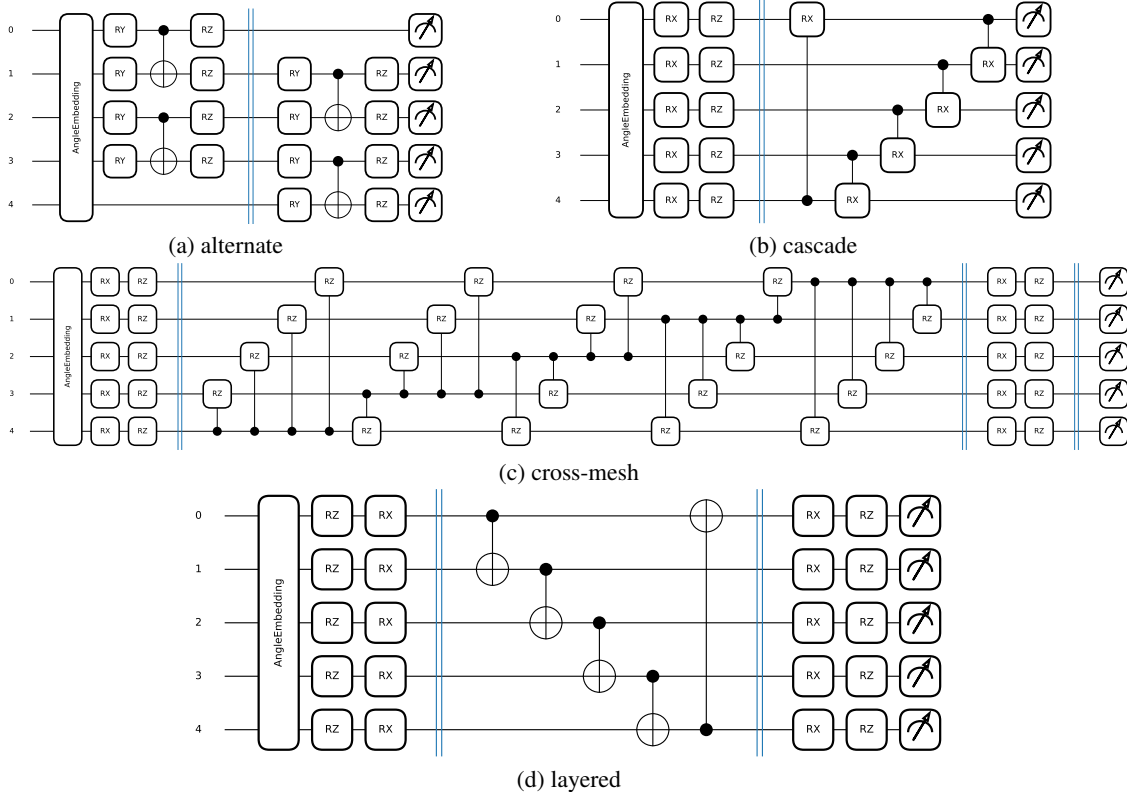 0 RY RZ
1 RY RZ RY RZ
2 RY RZ RY RZ
3 RY RZ RY RZ
4 RY RZ
AngleEmbedding
(a) alternate
0 RX RZ RX
1 RX RZ RX
2 RX RZ RX
3 RX RZ RX
4 RX RZ RX
AngleEmbedding
(b) cascade
0 RX RZ RZ RZ RZ RZ RX RZ
1 RX RZ RZ RZ RZ RZ RX RZ
2 RX RZ RZ RZ RZ RZ RX RZ
3 RX RZ RZ RZ RZ RZ RX RZ
4 RX RZ RZ RZ RZ RZ RX RZ
AngleEmbedding
(c) cross-mesh
0 RZ RX RX RZ
1 RZ RX RX RZ
2 RZ RX RX RZ
3 RZ RX RX RZ
4 RZ RX RX RZ
AngleEmbedding
(d) layered